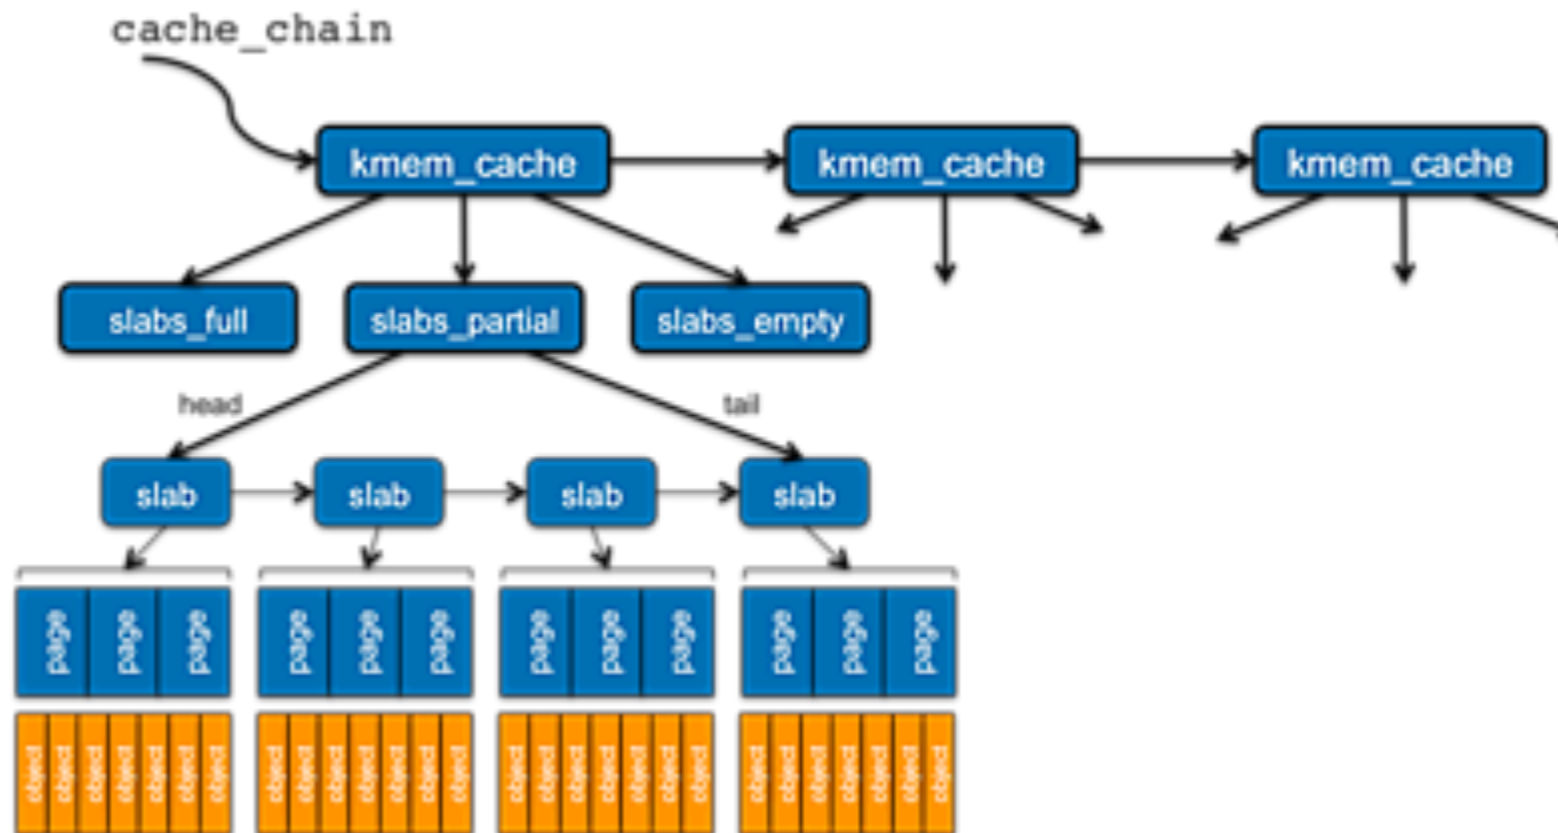 cache_chain
kmem_cache kmem_cache kmem_cache
slabs_full slabs_partial slabs_empty
head tail
slab slab slab slab
page page page page page page page page page page page page
object object object object object object object object object object object object object object object object object object object object object object object object object object object object